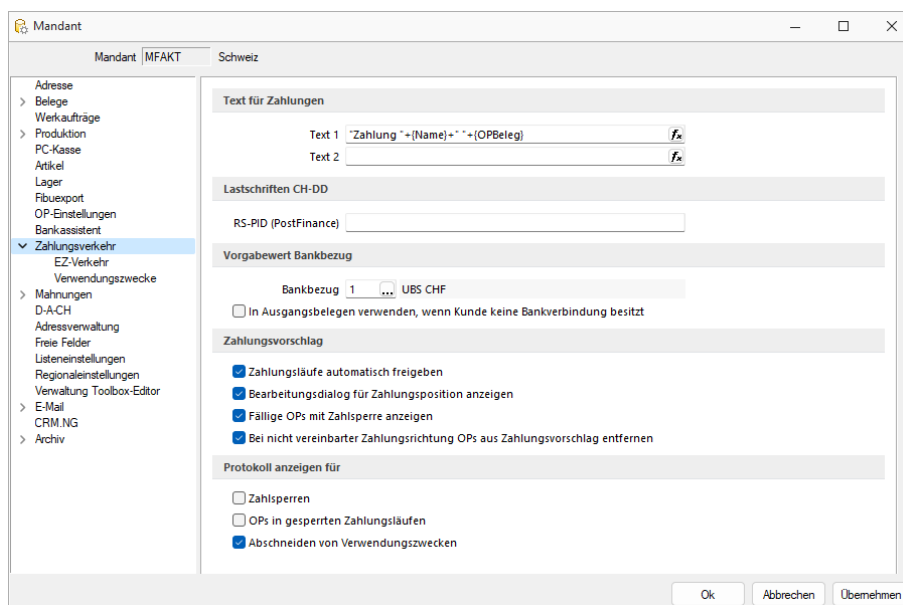 Mandant
Mandant MFAKT Schweiz
Adresse
Belege
Werkaufträge
Produktion
PC-Kasse
Artikel
Lager
Fibuexport
OP-Einstellungen
Bankassistent
Zahlungsverkehr
EZ-Verkehr
Verwendungszwecke
Mahnungen
D-A-CH
Adressverwaltung
Freie Felder
Listeneinstellungen
Regionaleinstellungen
Verwaltung Toolbox-Editor
E-Mail
CRM.NG
Archiv
Text für Zahlungen
Text 1 "Zahlung "+{Name}+" "+{OPBeleg} fx
Text 2 fx
Lastschriften CH-DD
RS-PID (PostFinance)
Vorgabewert Bankbezug
Bankbezug 1 ... UBS CHF
In Ausgangsbelegen verwenden, wenn Kunde keine Bankverbindung besitzt
Zahlungsvorschlag
Zahlungsläufe automatisch freigeben
Bearbeitungsdialog für Zahlungsposition anzeigen
Fällige OPs mit Zahlsperre anzeigen
Bei nicht vereinbarter Zahlungsrichtung OPs aus Zahlungsvorschlag entfernen
Protokoll anzeigen für
Zahlsperren
OPs in gesperrten Zahlungsläufen
Abschneiden von Verwendungszwecken
Ok Abbrechen Übernehmen